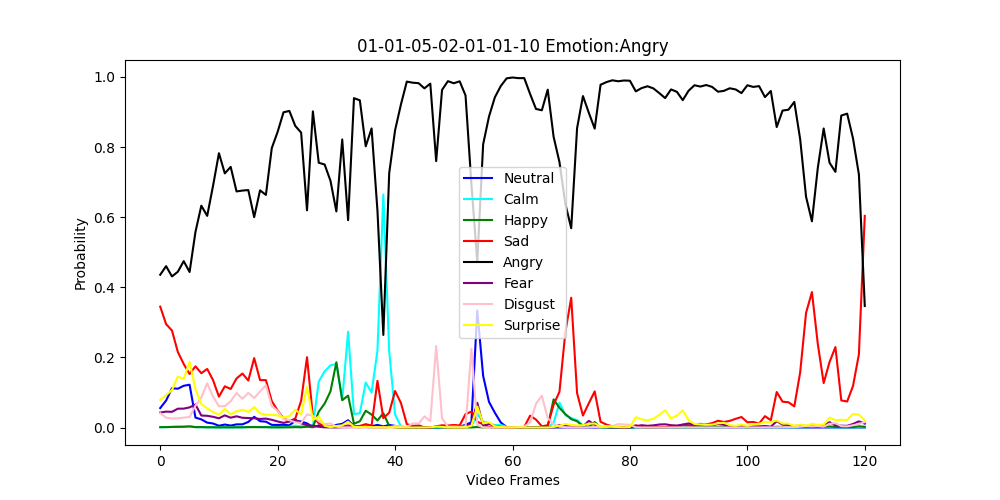 01-01-05-02-01-01-10 Emotion:Angry
1.0
0.8
0.6
0.4
0.2
0.0
Probability
Neutral
Calm
Happy
Sad
Angry
Fear
Disgust
Surprise
0 20 40 60 80 100 120
Video Frames